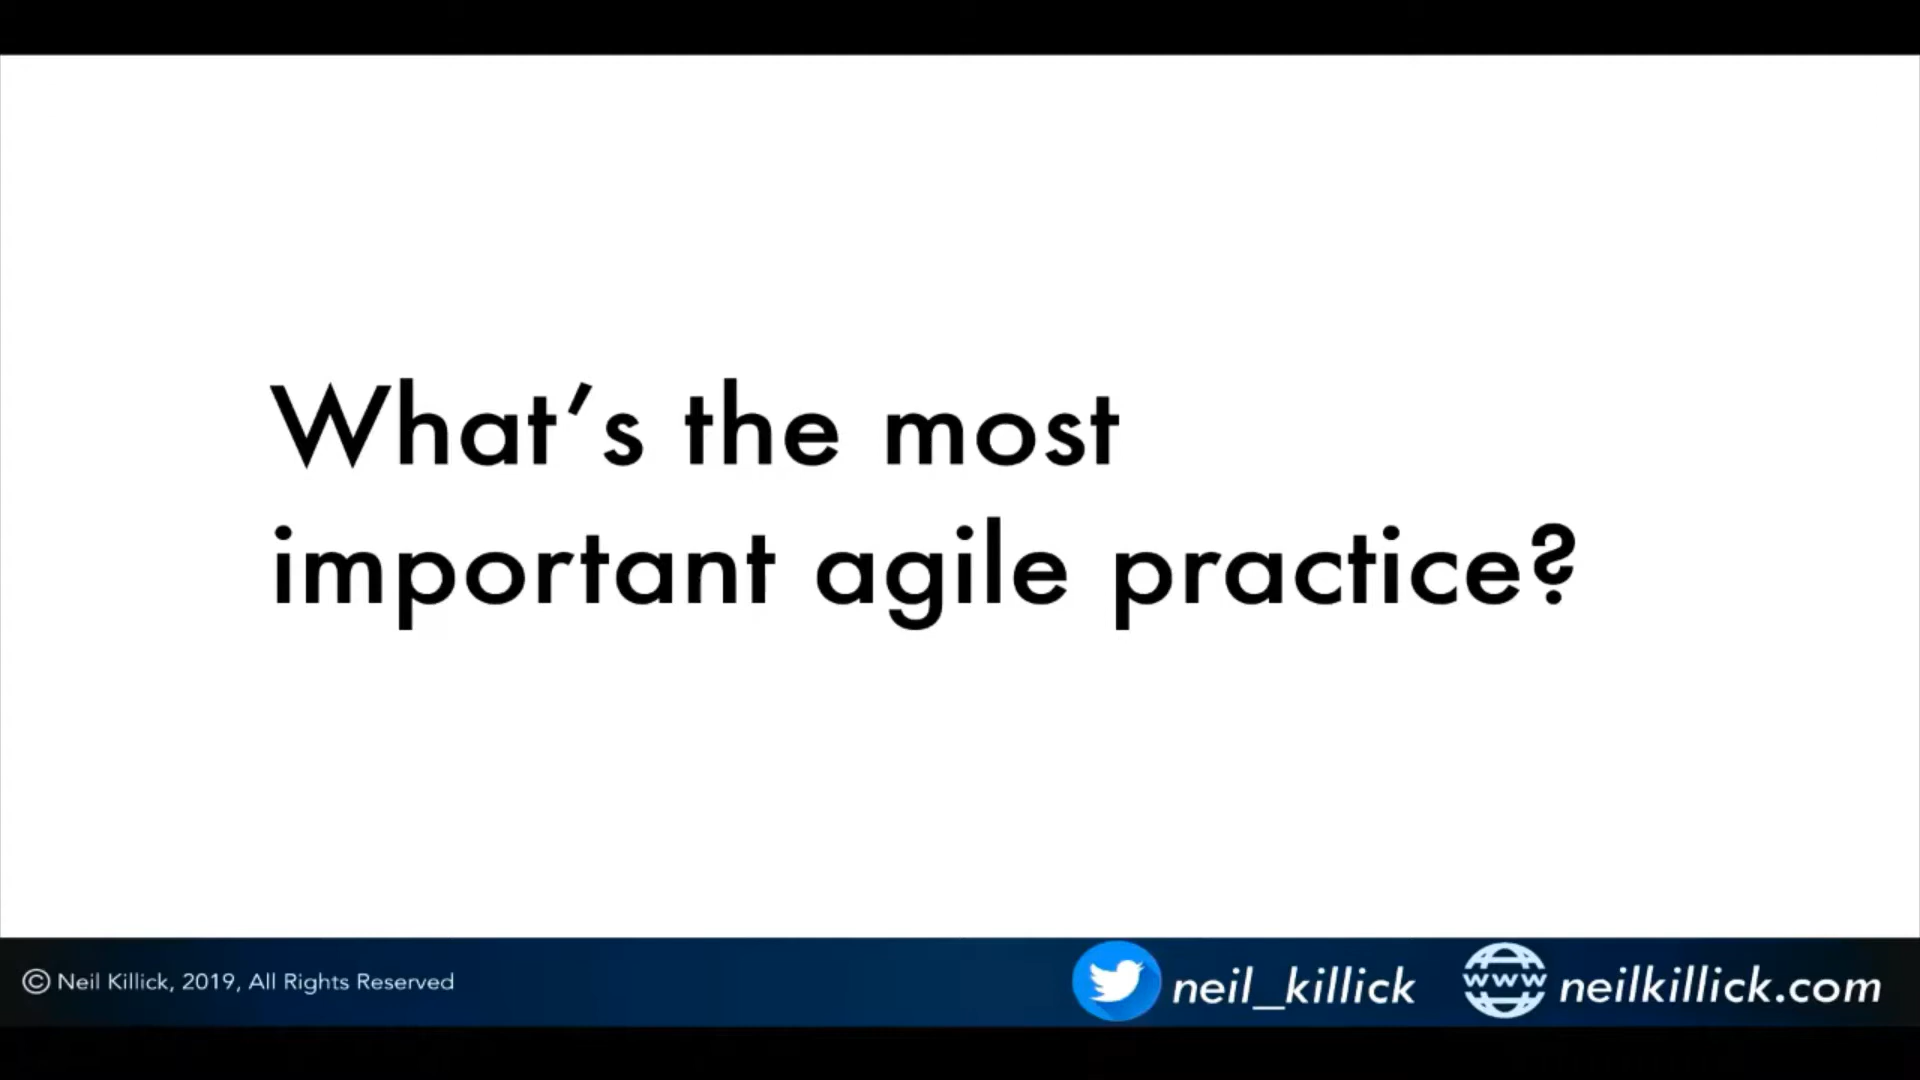 What’s the most
important agile practice?
© Neil Killick, 2019, All Rights Reserved
neil_killick
www
neilkillick.com